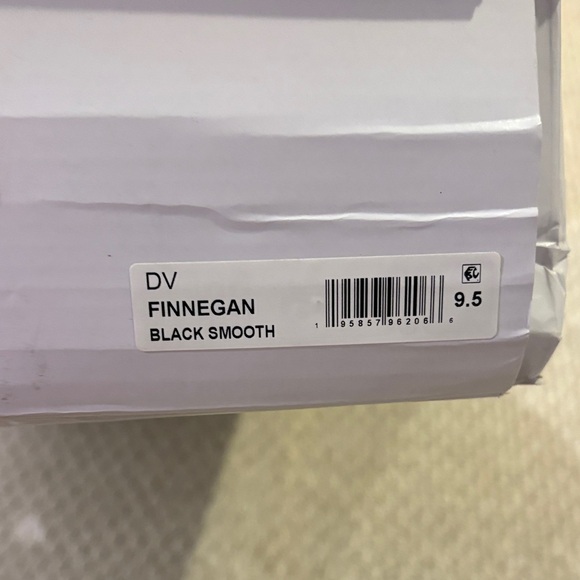 DV
FINNEGAN
BLACK SMOOTH
1 95857 96206 6
9.5